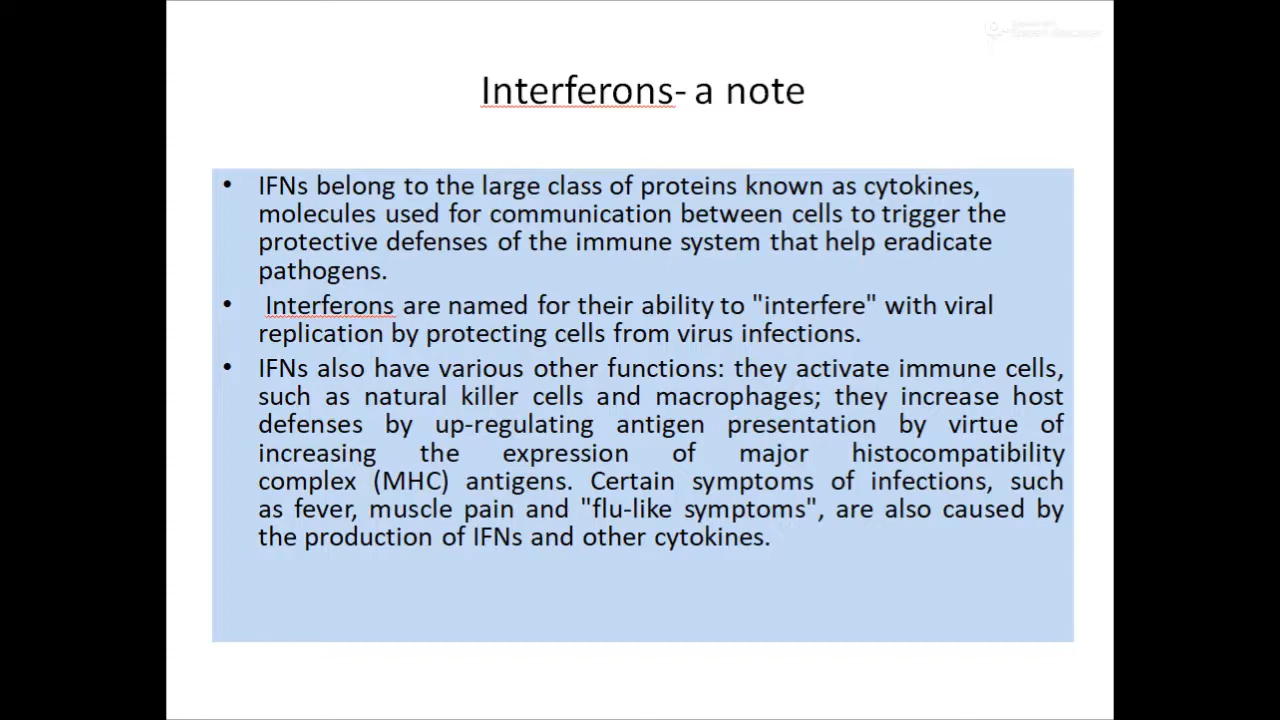 Interferons- a note
• IFNs belong to the large class of proteins known as cytokines,
molecules used for communication between cells to trigger the
protective defenses of the immune system that help eradicate
pathogens.
• Interferons are named for their ability to "interfere" with viral
replication by protecting cells from virus infections.
• IFNs also have various other functions: they activate immune cells,
such as natural killer cells and macrophages; they increase host
defenses by up-regulating antigen presentation by virtue of
increasing the expression of major histocompatibility
complex (MHC) antigens. Certain symptoms of infections, such
as fever, muscle pain and "flu-like symptoms", are also caused by
the production of IFNs and other cytokines.